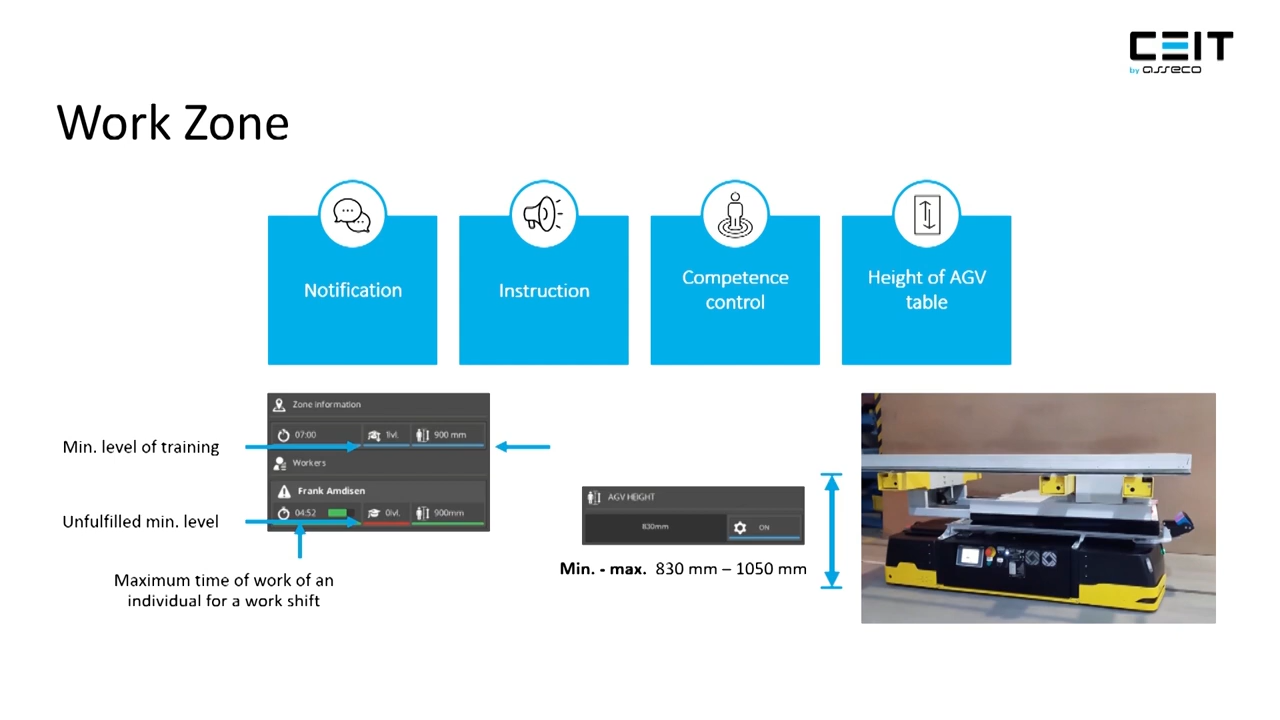 CEIT
by asseco
Work Zone
Notification
Instruction
Competence
control
Height of AGV
table
Zone information
07:00
1lvl.
900 mm
Workers
Frank Amdisen
04:52
0lvl.
900mm
Min. level of training
Unfulfilled min. level
Maximum time of work of an
individual for a work shift
AGV HEIGHT
830mm
ON
Min. - max. 830 mm – 1050 mm